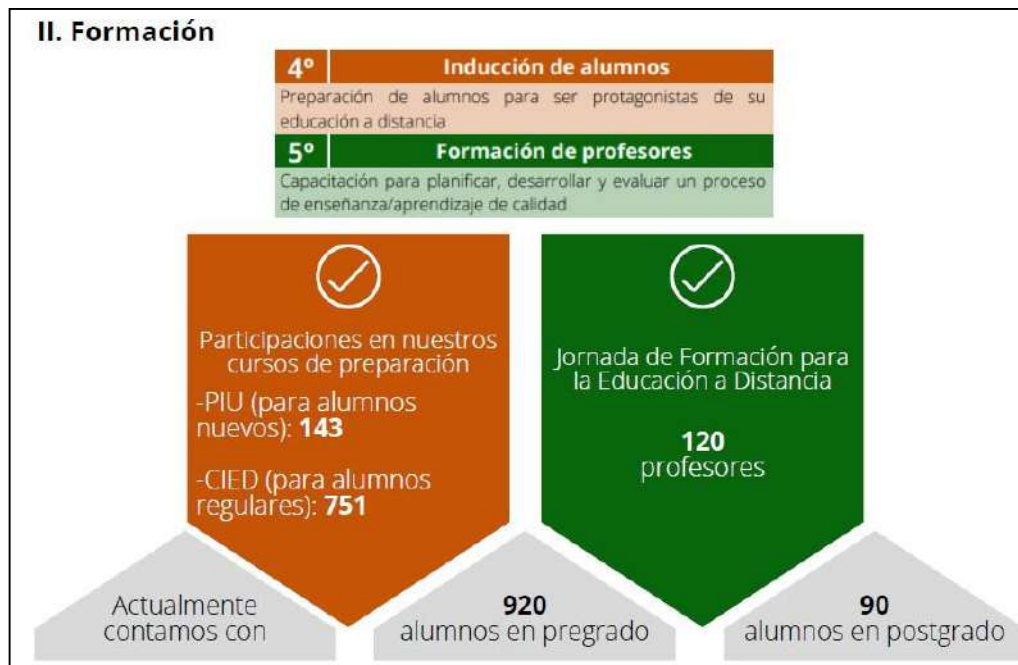 II. Formación
4º Inducción de alumnos
Preparación de alumnos para ser protagonistas de su
educación a distancia
5º Formación de profesores
Capacitación para planificar, desarrollar y evaluar un proceso
de enseñanza/aprendizaje de calidad
Participaciones en nuestros
cursos de preparación
-PIU (para alumnos
nuevos): 143
-CIED (para alumnos
regulares): 751
Jornada de Formación para
la Educación a Distancia
120
profesores
Actualmente
contamos con
920
alumnos en pregrado
90
alumnos en postgrado